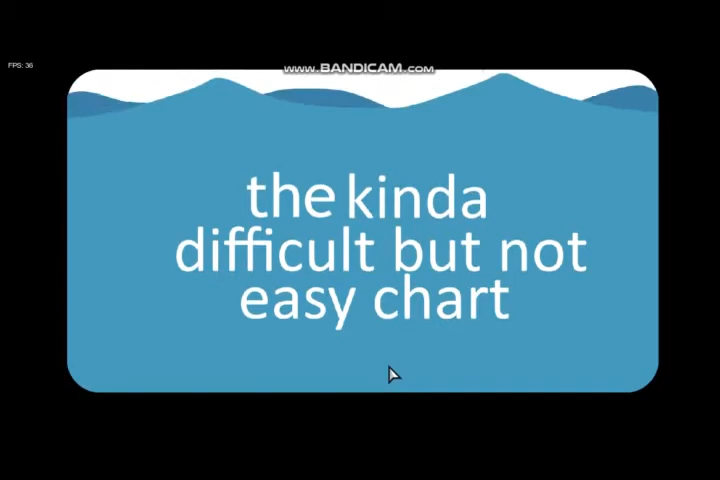 FPS: 36
WWW.BANDICAM.COM
the kinda
difficult but not
easy chart